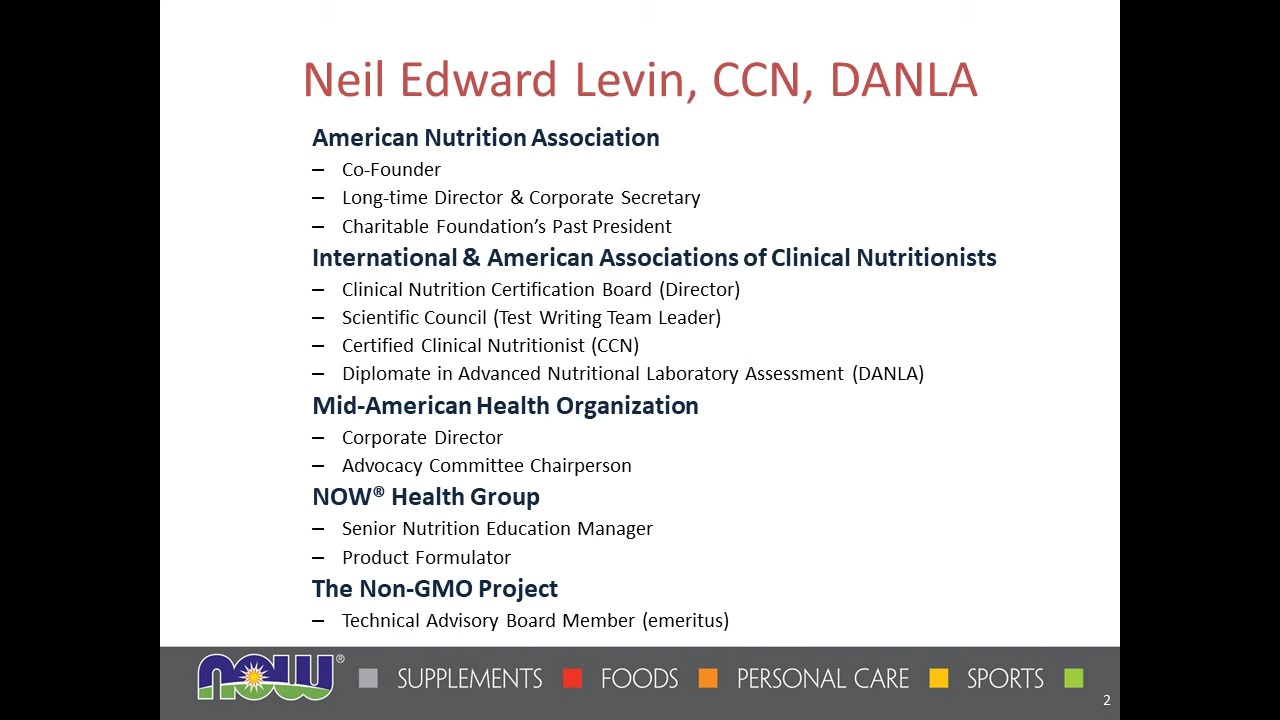 Neil Edward Levin, CCN, DANLA
American Nutrition Association
– Co-Founder
– Long-time Director & Corporate Secretary
– Charitable Foundation’s Past President
International & American Associations of Clinical Nutritionists
– Clinical Nutrition Certification Board (Director)
– Scientific Council (Test Writing Team Leader)
– Certified Clinical Nutritionist (CCN)
– Diplomate in Advanced Nutritional Laboratory Assessment (DANLA)
Mid-American Health Organization
– Corporate Director
– Advocacy Committee Chairperson
NOW® Health Group
– Senior Nutrition Education Manager
– Product Formulator
The Non-GMO Project
– Technical Advisory Board Member (emeritus)
now® SUPPLEMENTS FOODS PERSONAL CARE SPORTS
2